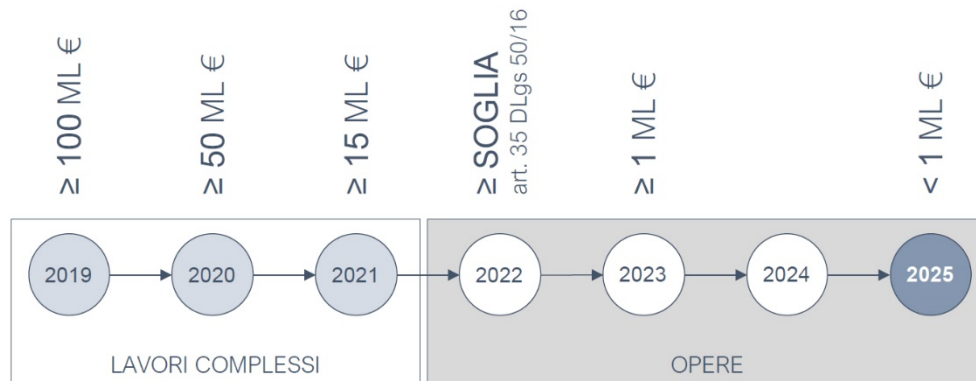 ≥ 100 ML €
≥ 50 ML €
≥ 15 ML €
≥ SOGLIA
art. 35 DLgs 50/16
≥ 1 ML €
< 1 ML €
2019
2020
2021
2022
2023
2024
2025
LAVORI COMPLESSI
OPERE